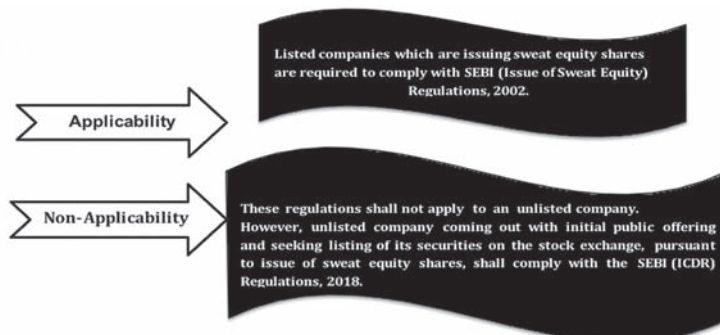 Listed companies which are issuing sweat equity shares
are required to comply with SEBI (Issue of Sweat Equity)
Regulations, 2002.
Applicability
Non-Applicability
These regulations shall not apply to an unlisted company.
However, unlisted company coming out with initial public offering
and seeking listing of its securities on the stock exchange, pursuant
to issue of sweat equity shares, shall comply with the SEBI (ICDR)
Regulations, 2018.